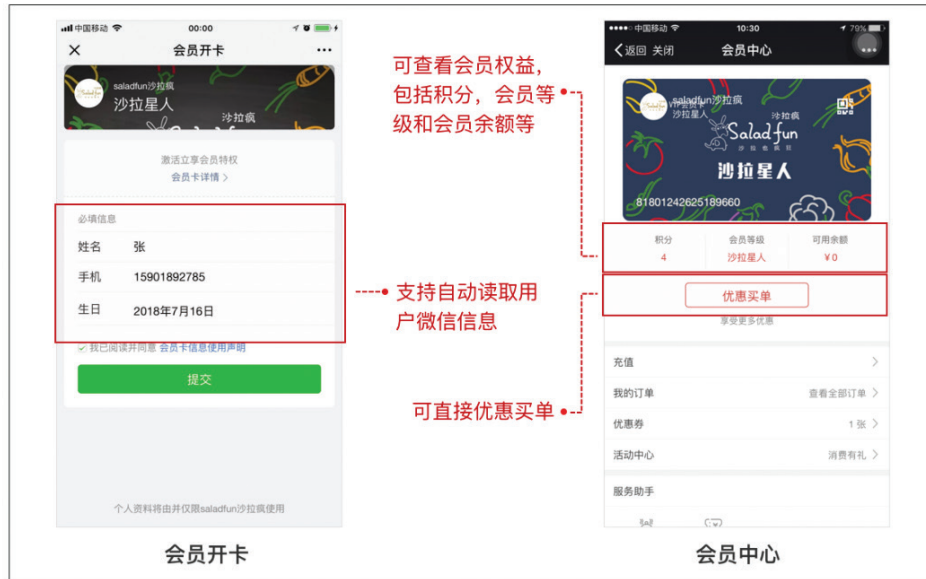 中国移动 00:00
会员开卡
saladfun沙拉疯
沙拉星人
沙拉疯
激活立享会员特权
会员卡详情 >
必填信息
姓名 张
手机 15901892785
生日 2018年7月16日
我已阅读并同意 会员卡信息使用声明
提交
个人资料将由并仅限saladfun沙拉疯使用
会员开卡
可查看会员权益，
包括积分，会员等
级和会员余额等
支持自动读取用
户微信信息
可直接优惠买单
中国移动 10:30 79%
返回 关闭 会员中心
saladfun沙拉疯
VIP会员卡
沙拉星人
沙拉疯
Salad fun
沙拉星人
81801242625189660
积分 会员等级 可用余额
4 沙拉星人 ¥0
优惠买单
享受更多优惠
充值 >
我的订单 查看全部订单 >
优惠券 1 张 >
活动中心 消费有礼 >
服务助手
会员中心